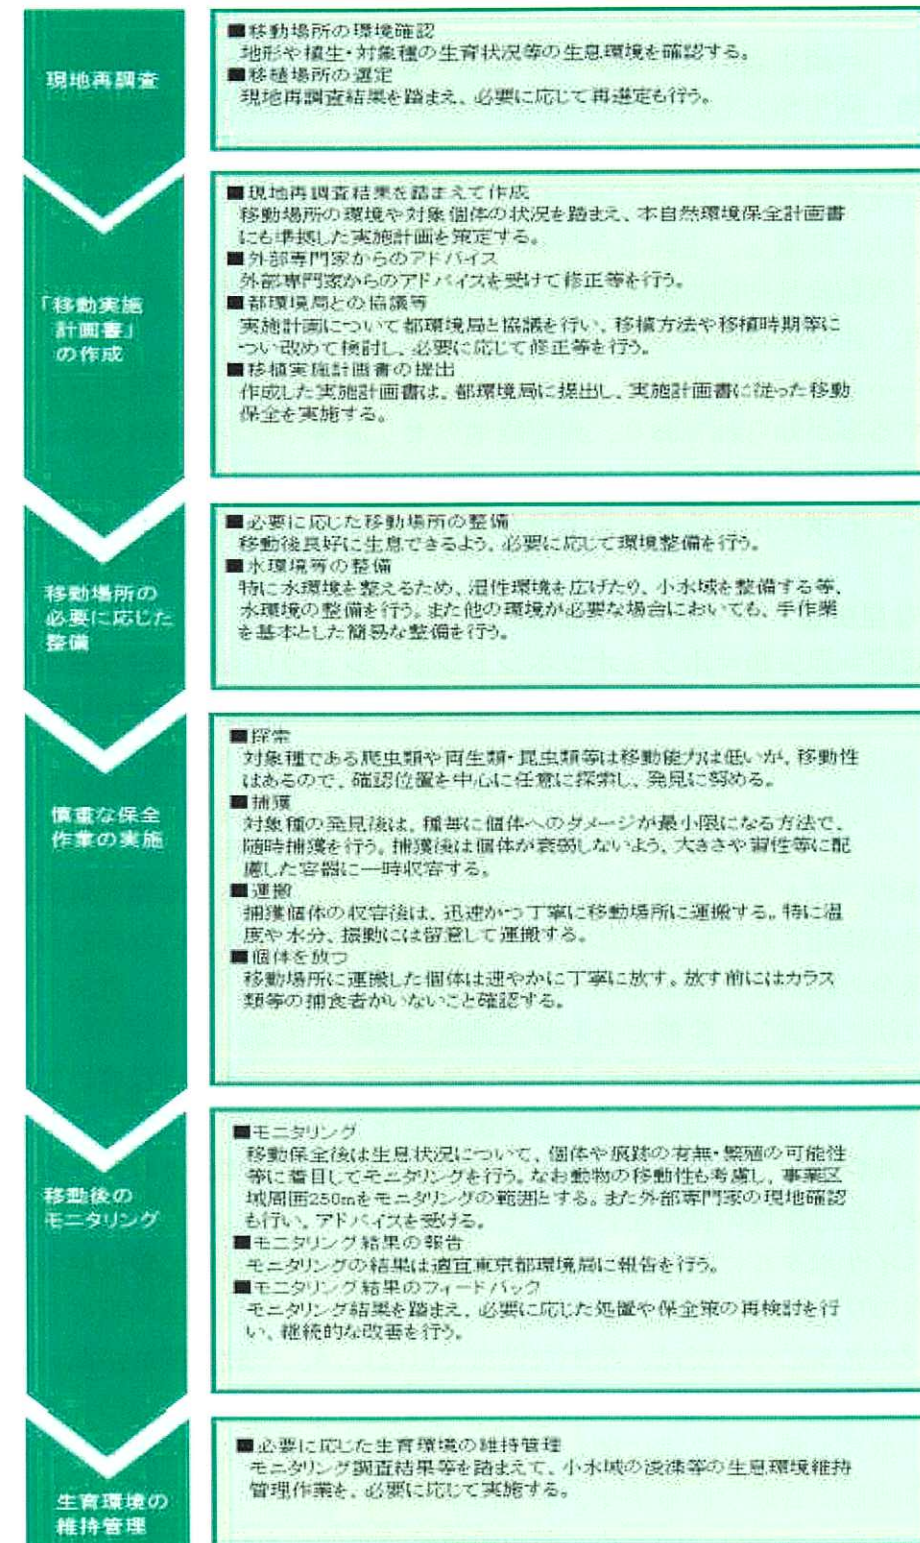 現地再調査
■移動場所の環境確認
地形や植生・対象種の生育状況等の生息環境を確認する。
■移植場所の選定
現地再調査結果を踏まえ、必要に応じて再選定も行う。
「移動実施
計画書」
の作成
■現地再調査結果を踏まえて作成
移動場所の環境や対象個体の状況を踏まえ、本自然環境保全計画書
にも準拠した実施計画を策定する。
■外部専門家からのアドバイス
外部専門家からのアドバイスを受けて修正等を行う。
■都環境局との協議等
実施計画について都環境局と協議を行い、移植方法や移植時期等に
つい改めて検討し、必要に応じて修正等を行う。
■移植実施計画書の提出
作成した実施計画書は、都環境局に提出し、実施計画書に従った移動
保全を実施する。
移動場所の
必要に応じた
整備
■必要に応じた移動場所の整備
移動後良好に生息できるよう、必要に応じて環境整備を行う。
■水環境等の整備
特に水環境を整えるため、湿性環境を広げたり、小水域を整備する等、
水環境の整備を行う。また他の環境が必要な場合においても、手作業
を基本とした簡易な整備を行う。
慎重な保全
作業の実施
■探索
対象種である爬虫類や両生類・昆虫類等は移動能力は低いが、移動性
はあるので、確認位置を中心に任意に探索し、発見に努める。
■捕獲
対象種の発見後は、種毎に個体へのダメージが最小限になる方法で、
随時捕獲を行う。捕獲後は個体が衰弱しないよう、大きさや習性等に配
慮した容器に一時収容する。
■運搬
捕獲個体の収容後は、迅速かつ丁寧に移動場所に運搬する。特に温
度や水分、振動には留意して運搬する。
■個体を放つ
移動場所に運搬した個体は速やかに丁寧に放す。放す前にはカラス
類等の捕食者がいないこと確認する。
移動後の
モニタリング
■モニタリング
移動保全後は生息状況について、個体や痕跡の有無・繁殖の可能性
等に着目してモニタリングを行う。なお動物の移動性も考慮し、事業区
域周囲250mをモニタリングの範囲とする。また外部専門家の現地確認
も行い、アドバイスを受ける。
■モニタリング結果の報告
モニタリングの結果は適宜東京都環境局に報告を行う。
■モニタリング結果のフィードバック
モニタリング結果を踏まえ、必要に応じた処置や保全策の再検討を行
い、継続的な改善を行う。
生育環境の
維持管理
■必要に応じた生育環境の維持管理
モニタリング調査結果等を踏まえて、小水域の浚渫等の生息環境維持
管理作業を、必要に応じて実施する。